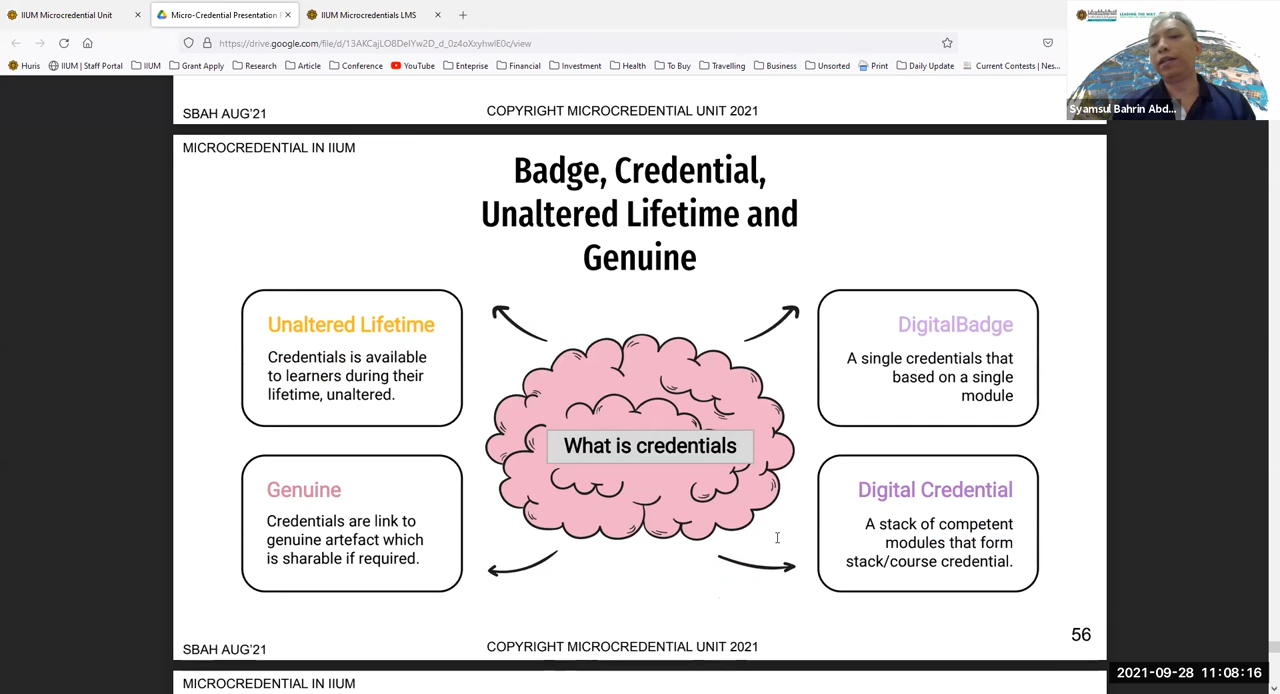 IIUM Microcredential Unit
Micro-Credential Presentation
IIUM Microcredentials LMS
https://drive.google.com/file/d/13AKCajLO8DeIYw2D_d_0z4oXxyhwIE0c/view
Huris
IIUM | Staff Portal
IIUM
Grant Apply
Research
Article
Conference
YouTube
Enteprise
Financial
Investment
Health
To Buy
Travelling
Business
Unsorted
Print
Daily Update
Current Contests | Nes...
LEADING THE WAY
Syamsul Bahrin Abd...
SBAH AUG'21
COPYRIGHT MICROCREDENTIAL UNIT 2021
MICROCREDENTIAL IN IIUM
Badge, Credential,
Unaltered Lifetime and
Genuine
Unaltered Lifetime
Credentials is available
to learners during their
lifetime, unaltered.
DigitalBadge
A single credentials that
based on a single
module
What is credentials
Genuine
Credentials are link to
genuine artefact which
is sharable if required.
Digital Credential
A stack of competent
modules that form
stack/course credential.
56
SBAH AUG'21
COPYRIGHT MICROCREDENTIAL UNIT 2021
2021-09-28 11:08:16
MICROCREDENTIAL IN IIUM